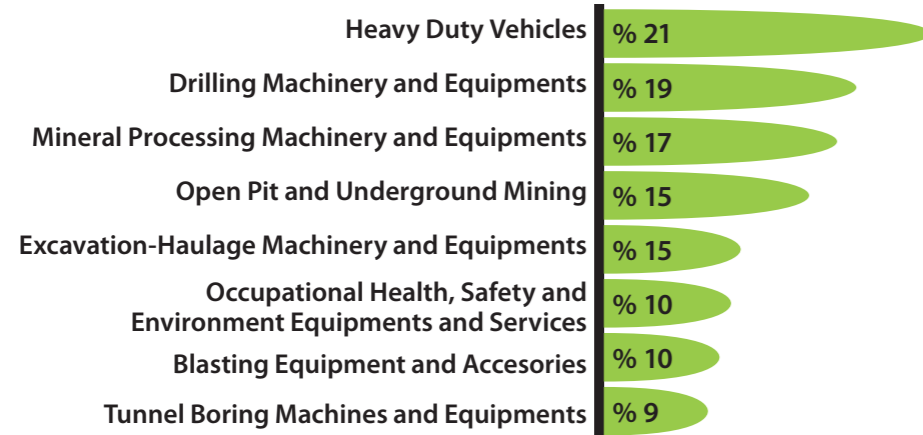 Heavy Duty Vehicles % 21
Drilling Machinery and Equipments % 19
Mineral Processing Machinery and Equipments % 17
Open Pit and Underground Mining % 15
Excavation-Haulage Machinery and Equipments % 15
Occupational Health, Safety and
Environment Equipments and Services % 10
Blasting Equipment and Accesories % 10
Tunnel Boring Machines and Equipments % 9